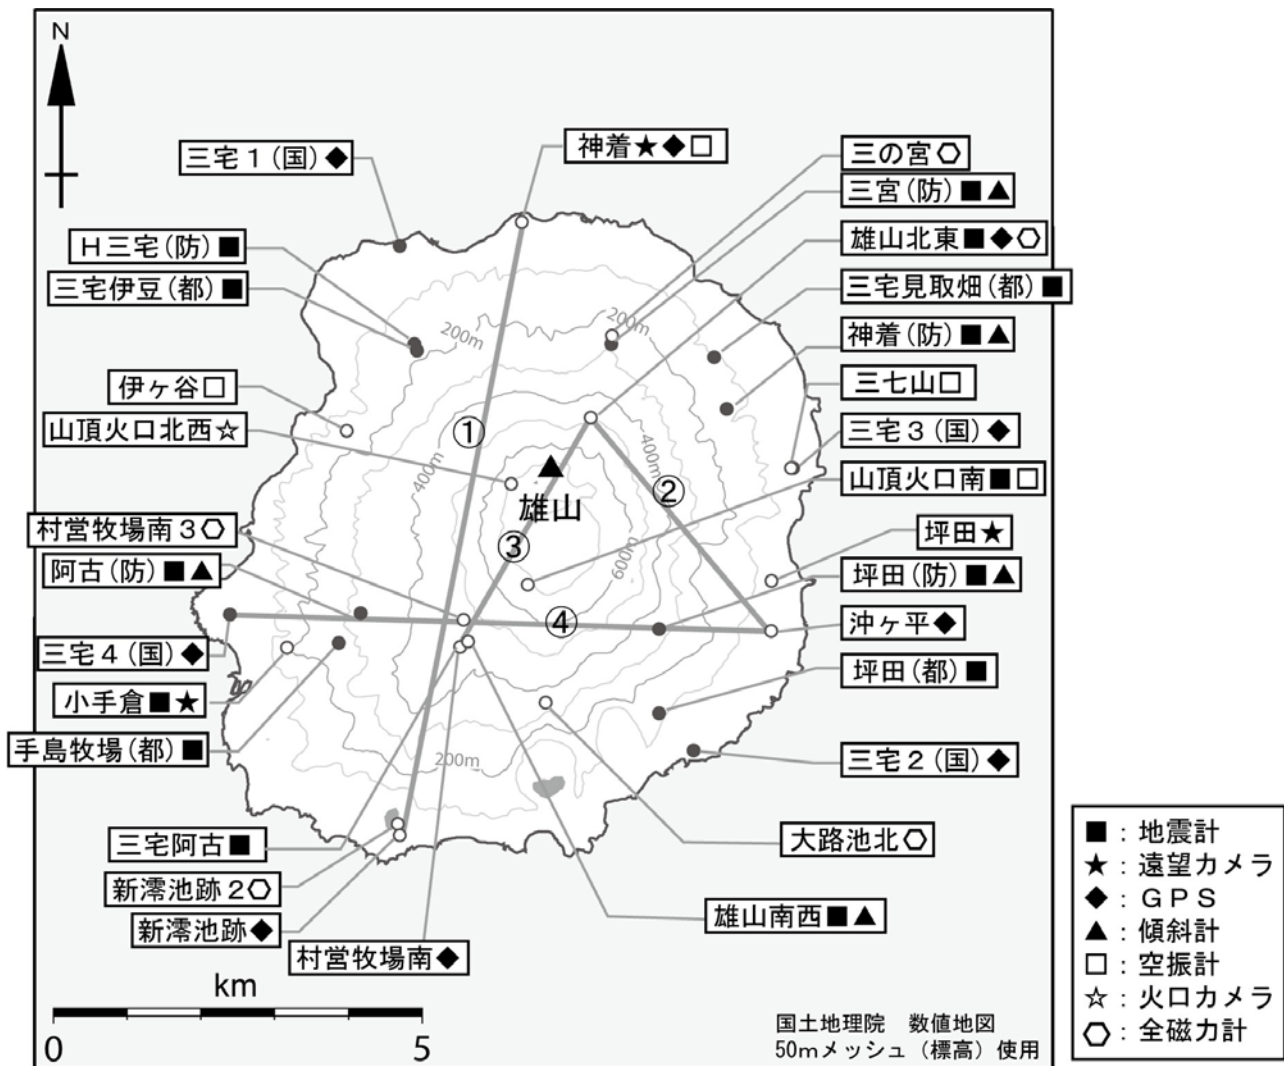 N
神着★◆□
三宅１(国)◆
三の宮⬡
三宮(防)■▲
H三宅(防)■
雄山北東■◆⬡
三宅伊豆(都)■
三宅見取畑(都)■
200m
200m
神着(防)■▲
伊ヶ谷□
三七山□
山頂火口北西☆
①
三宅３(国)◆
400m
400m
山頂火口南■□
②
雄山
村営牧場南３⬡
坪田★
③
600m
阿古(防)■▲
坪田(防)■▲
④
沖ヶ平◆
三宅４(国)◆
坪田(都)■
小手倉■★
手島牧場(都)■
200m
三宅２(国)◆
三宅阿古■
大路池北⬡
新澪池跡２⬡
新澪池跡◆
雄山南西■▲
村営牧場南◆
km
0
5
国土地理院　数値地図
50mメッシュ（標高）使用
■：地震計
★：遠望カメラ
◆：ＧＰＳ
▲：傾斜計
□：空振計
☆：火口カメラ
⬡：全磁力計